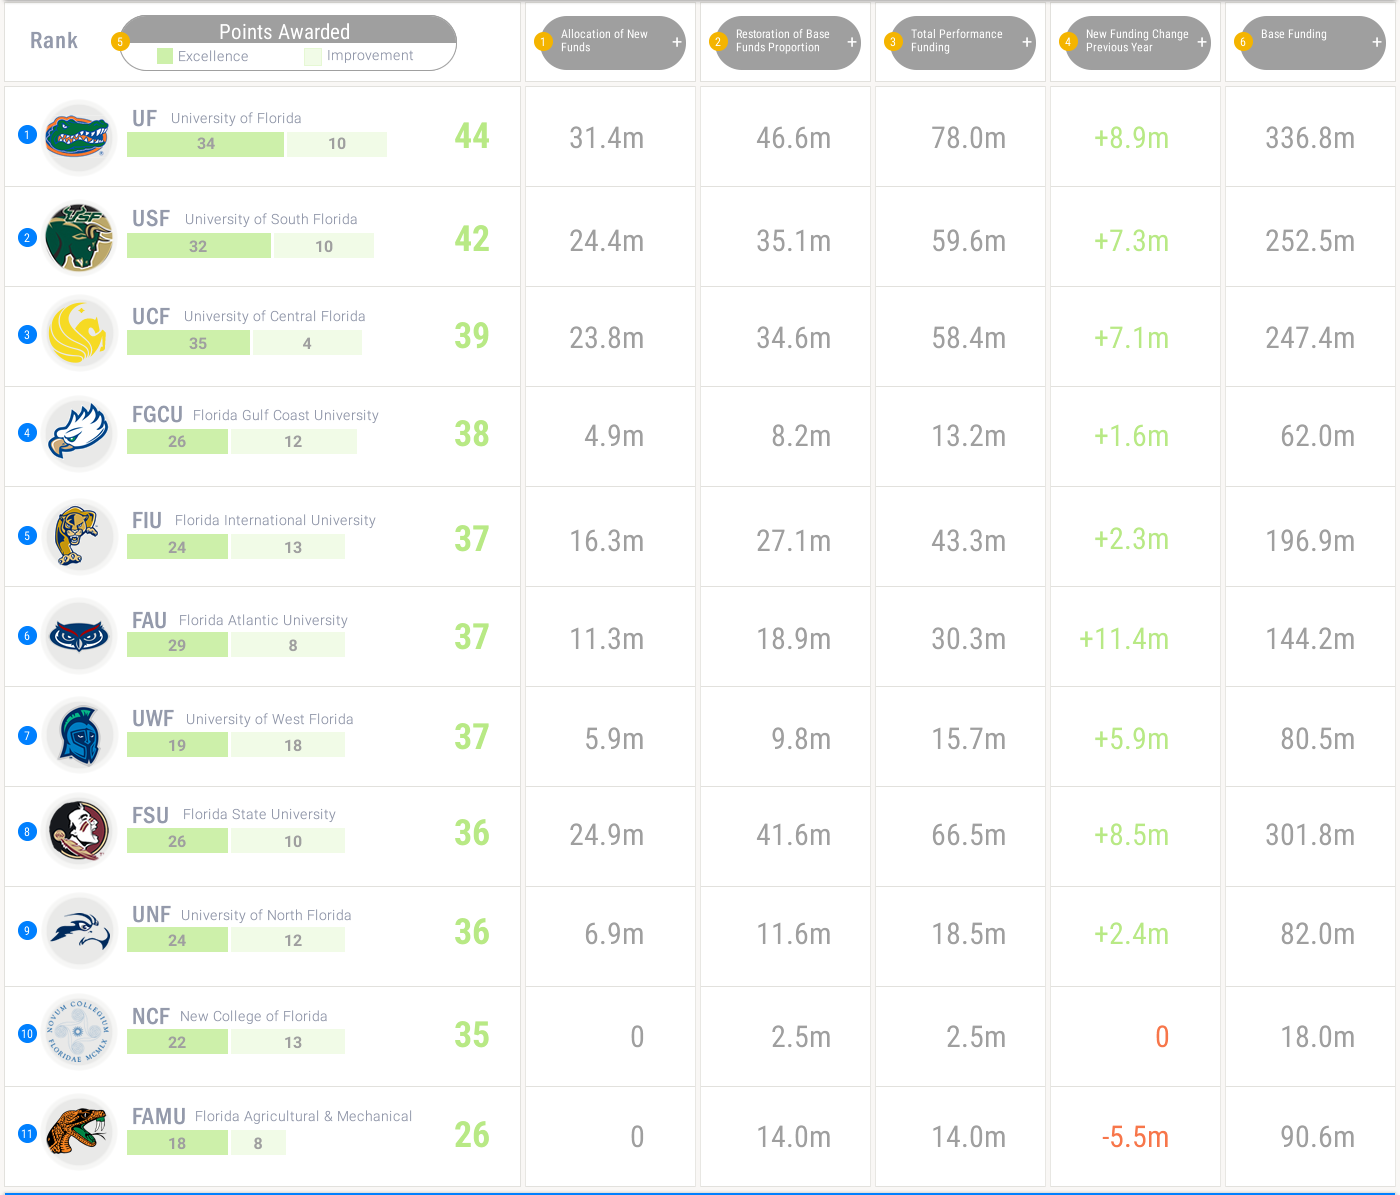 Rank
5
Points Awarded
Excellence
Improvement
1
Allocation of New
Funds
+
2
Restoration of Base
Funds Proportion
+
3
Total Performance
Funding
+
4
New Funding Change
Previous Year
+
6
Base Funding
+
1
UF University of Florida
34 10
44
31.4m
46.6m
78.0m
+8.9m
336.8m
2
USF
USF University of South Florida
32 10
42
24.4m
35.1m
59.6m
+7.3m
252.5m
3
UCF University of Central Florida
35 4
39
23.8m
34.6m
58.4m
+7.1m
247.4m
4
FGCU Florida Gulf Coast University
26 12
38
4.9m
8.2m
13.2m
+1.6m
62.0m
5
FIU Florida International University
24 13
37
16.3m
27.1m
43.3m
+2.3m
196.9m
6
FAU Florida Atlantic University
29 8
37
11.3m
18.9m
30.3m
+11.4m
144.2m
7
UWF University of West Florida
19 18
37
5.9m
9.8m
15.7m
+5.9m
80.5m
8
FSU Florida State University
26 10
36
24.9m
41.6m
66.5m
+8.5m
301.8m
9
UNF University of North Florida
24 12
36
6.9m
11.6m
18.5m
+2.4m
82.0m
10
NOVUM COLLEGIUM
FLORIDAE MCMLX
NCF New College of Florida
22 13
35
0
2.5m
2.5m
0
18.0m
11
FAMU Florida Agricultural & Mechanical
18 8
26
0
14.0m
14.0m
-5.5m
90.6m